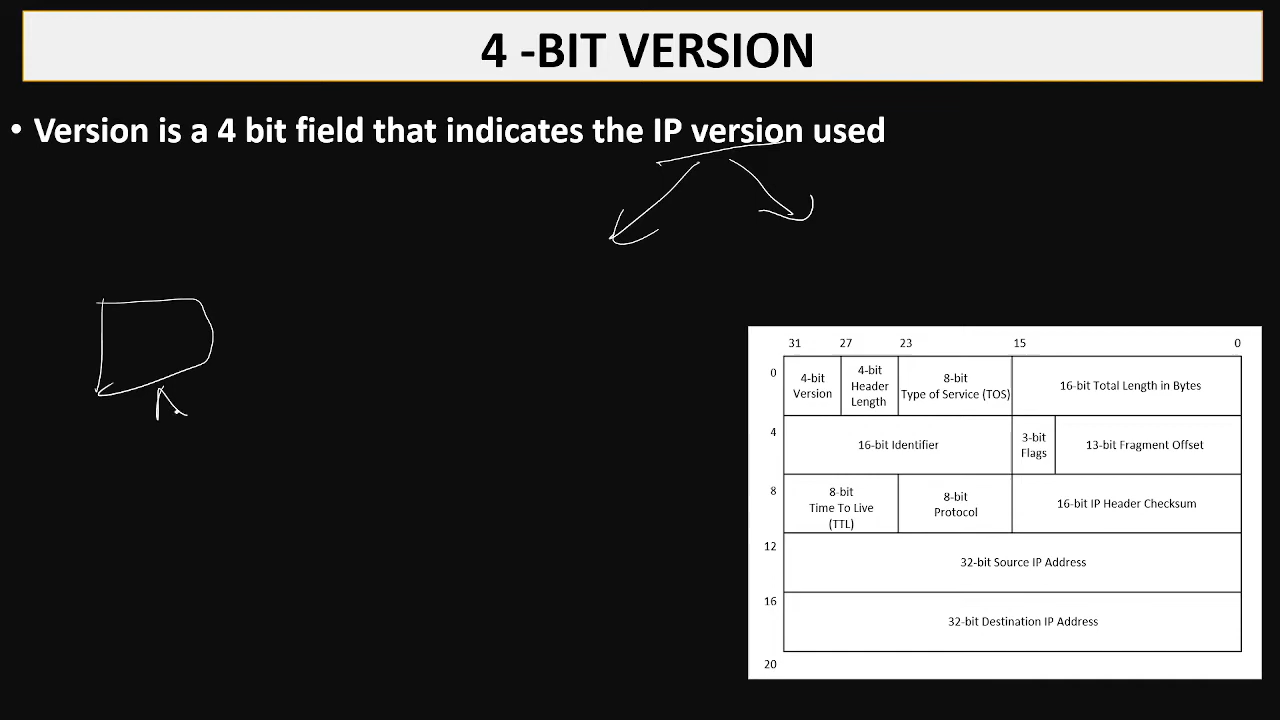 4 -BIT VERSION
• Version is a 4 bit field that indicates the IP version used
31 27 23 15 0
0
4-bit
Version
4-bit
Header
Length
8-bit
Type of Service (TOS)
16-bit Total Length in Bytes
4
16-bit Identifier
3-bit
Flags
13-bit Fragment Offset
8
8-bit
Time To Live
(TTL)
8-bit
Protocol
16-bit IP Header Checksum
12
32-bit Source IP Address
16
32-bit Destination IP Address
20